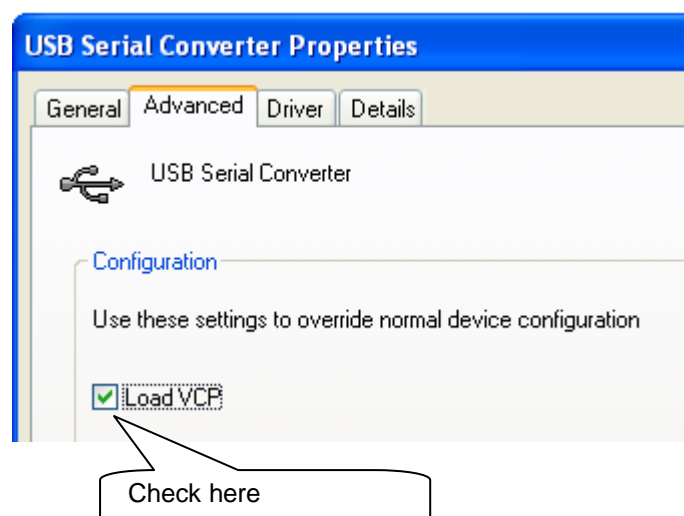 USB Serial Converter Properties
General Advanced Driver Details
USB Serial Converter
Configuration
Use these settings to override normal device configuration
Load VCP
Check here